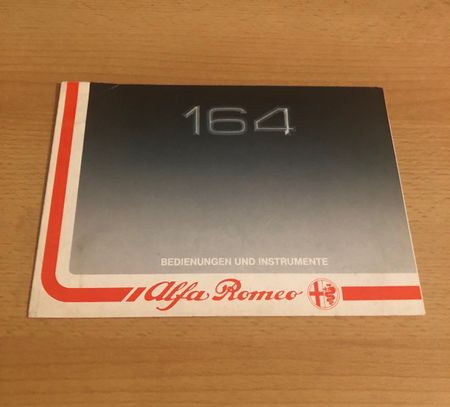 164
BEDIENUNGEN UND INSTRUMENTE
Alfa Romeo